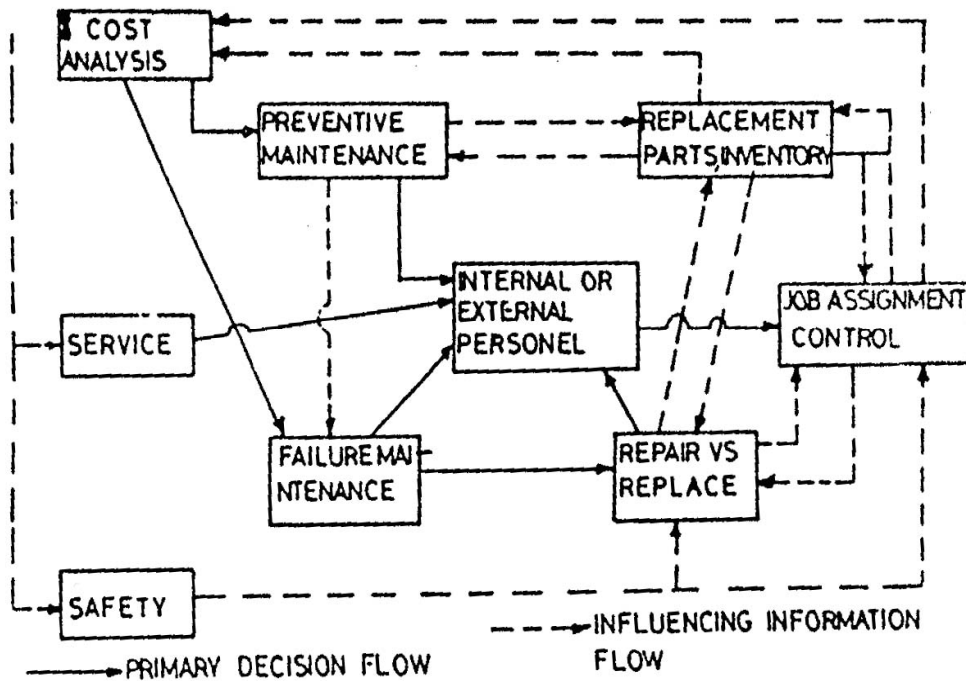 COST
ANALYSIS
PREVENTIVE
MAINTENANCE
REPLACEMENT
PARTS INVENTORY
INTERNAL OR
EXTERNAL
PERSONEL
JOB ASSIGNMENT
CONTROL
SERVICE
FAILURE MAI-
NTENANCE
REPAIR VS
REPLACE
SAFETY
INFLUENCING INFORMATION
FLOW
PRIMARY DECISION FLOW